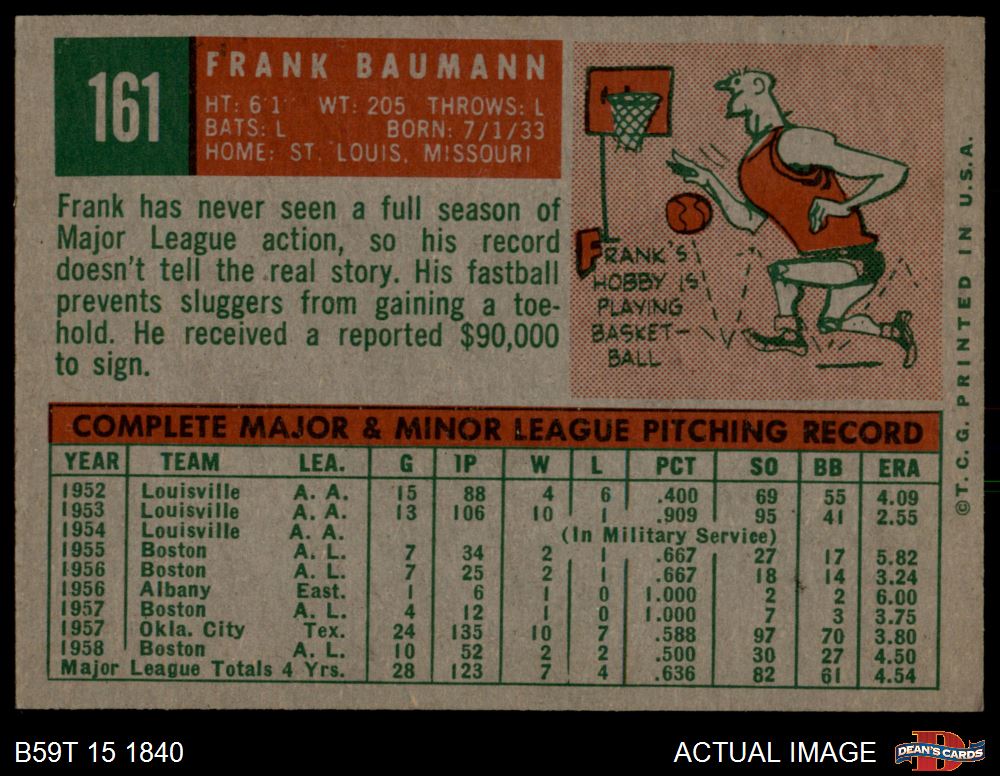 161
FRANK BAUMANN
HT: 6'1" WT: 205 THROWS: L
BATS: L BORN: 7/1/33
HOME: ST. LOUIS, MISSOURI
Frank has never seen a full season of
Major League action, so his record
doesn't tell the real story. His fastball
prevents sluggers from gaining a toe-
hold. He received a reported $90,000
to sign.
FRANK'S
HOBBY IS
PLAYING
BASKET-
BALL
©T.C.G. PRINTED IN U.S.A.
COMPLETE MAJOR & MINOR LEAGUE PITCHING RECORD
YEAR TEAM LEA. G IP W L PCT SO BB ERA
1952 Louisville A. A. 15 88 4 6 .400 69 55 4.09
1953 Louisville A. A. 13 106 10 1 .909 95 41 2.55
1954 Louisville A. A. (In Military Service)
1955 Boston A. L. 7 34 2 1 .667 27 17 5.82
1956 Boston A. L. 7 25 2 1 .667 18 14 3.24
1956 Albany East. 1 6 1 0 1.000 2 2 6.00
1957 Boston A. L. 4 12 1 0 1.000 7 3 3.75
1957 Okla. City Tex. 24 135 10 7 .588 97 70 3.80
1958 Boston A. L. 10 52 2 2 .500 30 27 4.50
Major League Totals 4 Yrs. 28 123 7 4 .636 82 61 4.54
B59T 15 1840
ACTUAL IMAGE
DEAN'S CARDS